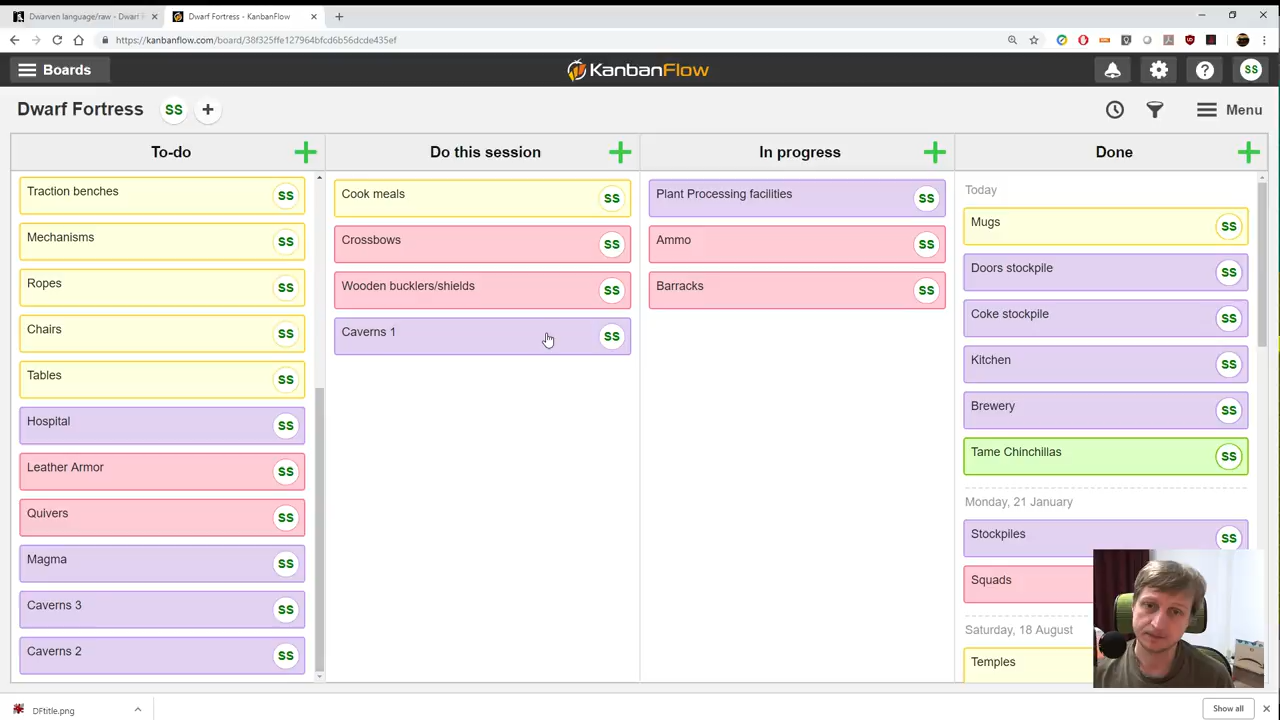 Dwarven language/raw - Dwarf F
Dwarf Fortress - KanbanFlow
https://kanbanflow.com/board/38f325ffe127964bfcd6b56dcde435ef
Boards
KanbanFlow
SS
Dwarf Fortress
SS
Menu
To-do
Do this session
In progress
Done
Traction benches
SS
Mechanisms
SS
Ropes
SS
Chairs
SS
Tables
SS
Hospital
SS
Leather Armor
SS
Quivers
SS
Magma
SS
Caverns 3
SS
Caverns 2
SS
Cook meals
SS
Crossbows
SS
Wooden bucklers/shields
SS
Caverns 1
SS
Plant Processing facilities
SS
Ammo
SS
Barracks
SS
Today
Mugs
SS
Doors stockpile
SS
Coke stockpile
SS
Kitchen
SS
Brewery
SS
Tame Chinchillas
SS
Monday, 21 January
Stockpiles
SS
Squads
Saturday, 18 August
Temples
DFtitle.png
Show all